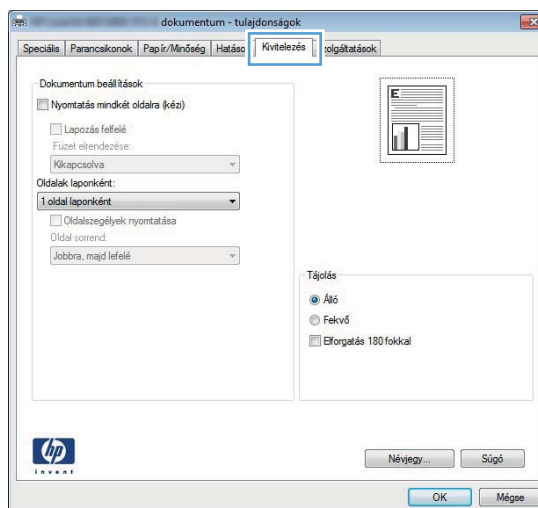 dokumentum - tulajdonságok
Speciális Parancsikonok Papír/Minőség Kivitelezés
Dokumentum beállítások
Nyomtatás mindkét oldalra (kézi)
Lapozás felfelé
Füzet elrendezése:
Kikapcsolva
Oldalak laponként:
1 oldal laponként
Oldalszegélyek nyomtatása
Oldal sorrend:
Jobbra, majd lefelé
E
Tájolás
Álló
Fekvő
Elforgatás 180 fokkal
hp
invent
Névjegy... Súgó
OK Mégse